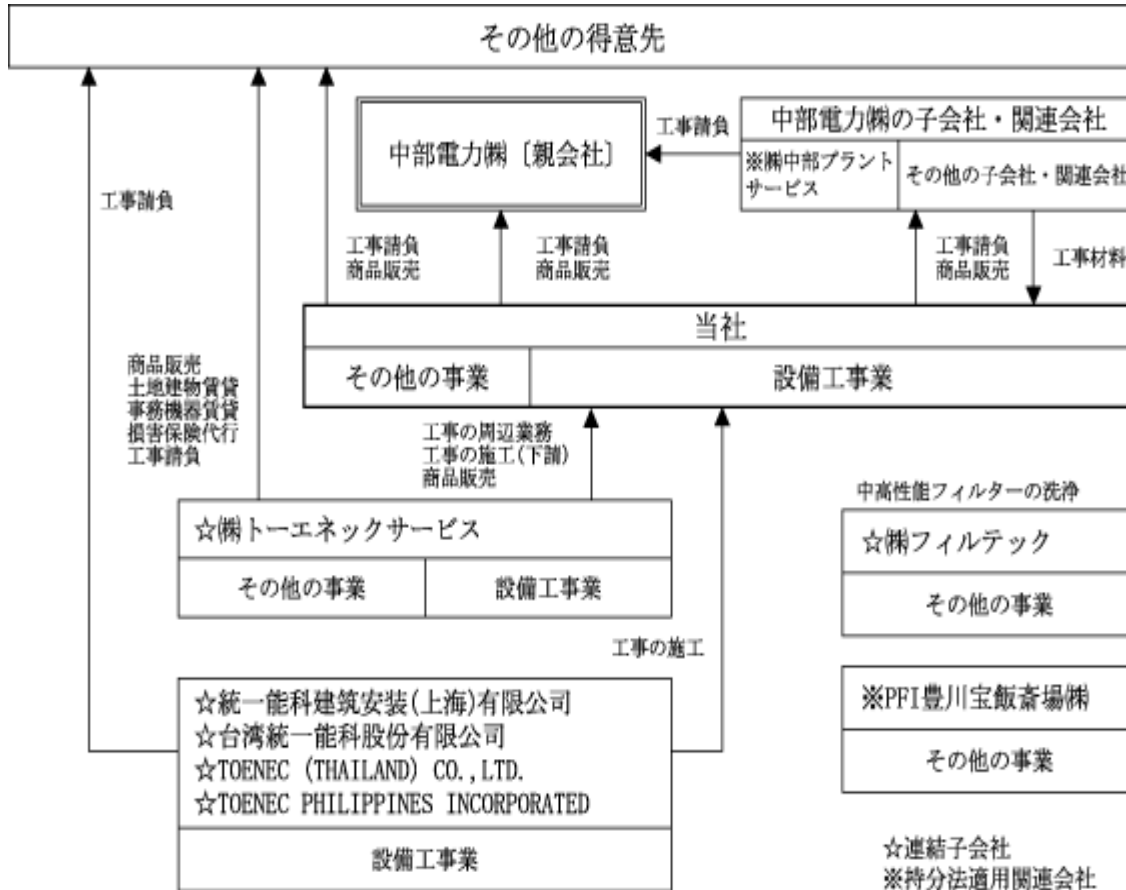 その他の得意先
中部電力㈱〔親会社〕
工事請負
中部電力㈱の子会社・関連会社
※㈱中部プラント
サービス
その他の子会社・関連会社
工事請負
工事請負
商品販売
工事請負
商品販売
工事請負
商品販売
工事材料
当社
その他の事業
設備工事業
商品販売
土地建物賃貸
事務機器賃貸
損害保険代行
工事請負
工事の周辺業務
工事の施工(下請)
商品販売
☆㈱トーエネックサービス
その他の事業
設備工事業
中高性能フィルターの洗浄
☆㈱フィルテック
その他の事業
工事の施工
☆統一能科建筑安装(上海)有限公司
☆台湾統一能科股份有限公司
☆TOENEC (THAILAND) CO.,LTD.
☆TOENEC PHILIPPINES INCORPORATED
設備工事業
※PFI豊川宝飯斎場㈱
その他の事業
☆連結子会社
※持分法適用関連会社